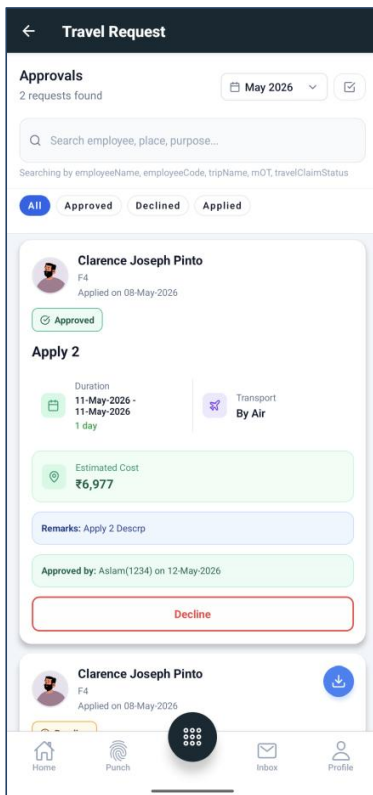 Travel Request
Approvals
2 requests found
May 2026
Search employee, place, purpose...
Searching by employeeName, employeeCode, tripName, mOT, travelClaimStatus
All
Approved
Declined
Applied
Clarence Joseph Pinto
F4
Applied on 08-May-2026
Approved
Apply 2
Duration
11-May-2026 -
11-May-2026
1 day
Transport
By Air
Estimated Cost
₹6,977
Remarks: Apply 2 Descrp
Approved by: Aslam(1234) on 12-May-2026
Decline
Clarence Joseph Pinto
F4
Applied on 08-May-2026
Home
Punch
Inbox
Profile